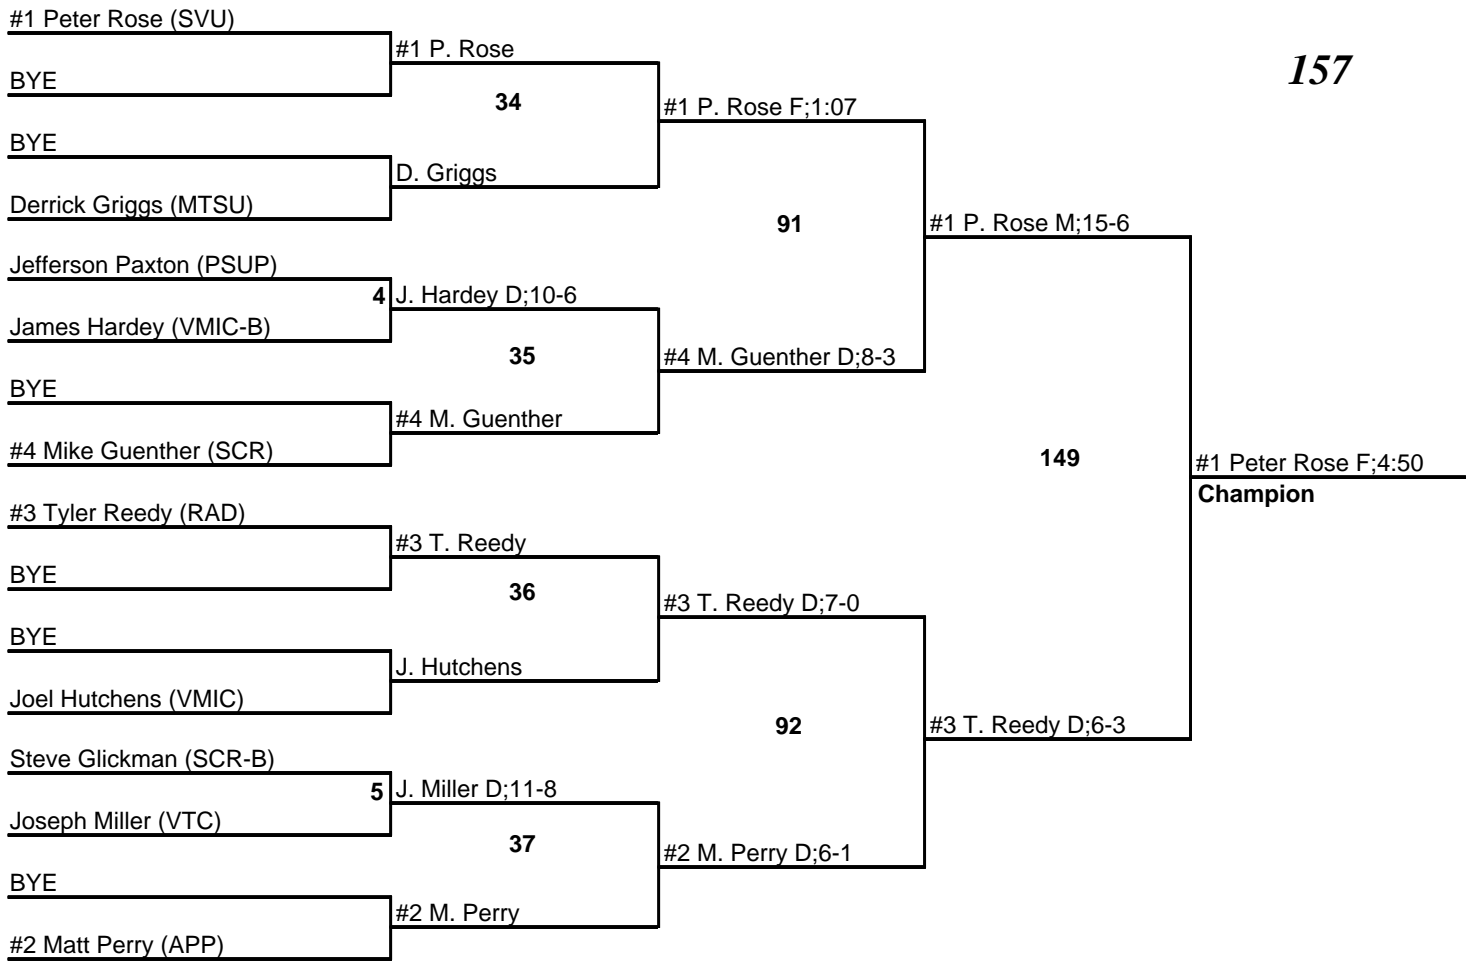 #1 Peter Rose (SVU)
#1 P. Rose
157
BYE
34
#1 P. Rose F;1:07
BYE
D. Griggs
Derrick Griggs (MTSU)
91
#1 P. Rose M;15-6
Jefferson Paxton (PSUP)
4
J. Hardey D;10-6
James Hardey (VMIC-B)
35
#4 M. Guenther D;8-3
BYE
#4 M. Guenther
#4 Mike Guenther (SCR)
149
#1 Peter Rose F;4:50
Champion
#3 Tyler Reedy (RAD)
#3 T. Reedy
BYE
36
#3 T. Reedy D;7-0
BYE
J. Hutchens
Joel Hutchens (VMIC)
92
#3 T. Reedy D;6-3
Steve Glickman (SCR-B)
5
J. Miller D;11-8
Joseph Miller (VTC)
37
#2 M. Perry D;6-1
BYE
#2 M. Perry
#2 Matt Perry (APP)